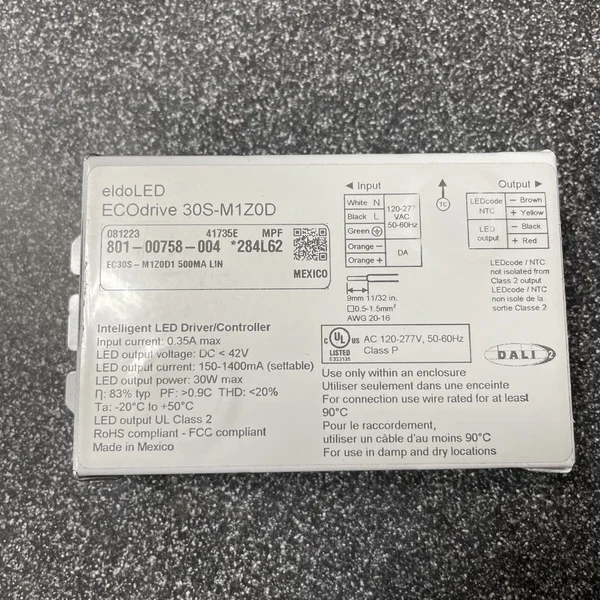 eldoLED
ECOdrive 30S-M1Z0D
081223 41735E MPF
801-00758-004 *284L62
EC30S-M1Z0D1 500MA LIN
MEXICO
Intelligent LED Driver/Controller
Input current: 0.35A max
LED output voltage: DC < 42V
LED output current: 150-1400mA (settable)
LED output power: 30W max
η: 83% typ PF: >0.9C THD: <20%
Ta: -20°C to +50°C
LED output UL Class 2
RoHS compliant - FCC compliant
Made in Mexico
◄ Input
White N
Black L
Green
120-277
VAC
50-60Hz
Orange -
Orange +
DA
9mm 11/32 in.
□0.5-1.5mm²
AWG 20-16
TC
Output ►
LEDcode
NTC
- Brown
+ Yellow
LED
output
- Black
+ Red
LEDcode / NTC
not isolated from
Class 2 output
LEDcode / NTC
non isolé de la
sortie Classe 2
c UL us
LISTED
E333135
AC 120-277V, 50-60Hz
Class P
DALI 2
Use only within an enclosure
Utiliser seulement dans une enceinte
For connection use wire rated for at least
90°C
Pour le raccordement,
utiliser un câble d'au moins 90°C
For use in damp and dry locations